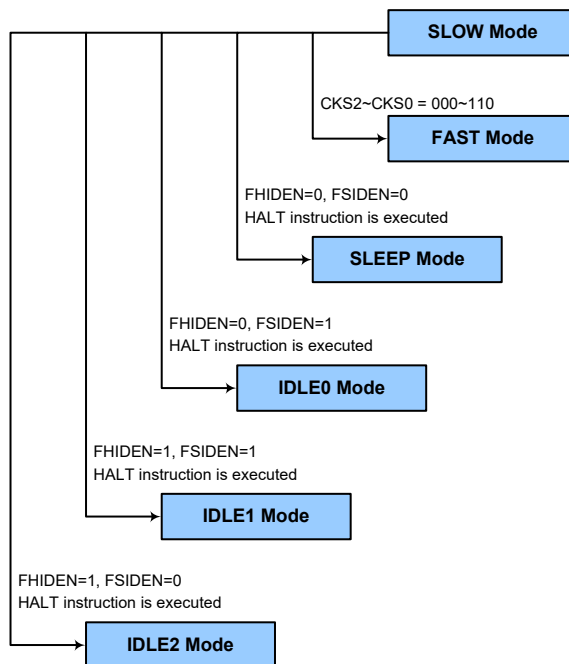 SLOW Mode
CKS2~CKS0 = 000~110
FAST Mode
FHIDEN=0, FSIDEN=0
HALT instruction is executed
SLEEP Mode
FHIDEN=0, FSIDEN=1
HALT instruction is executed
IDLE0 Mode
FHIDEN=1, FSIDEN=1
HALT instruction is executed
IDLE1 Mode
FHIDEN=1, FSIDEN=0
HALT instruction is executed
IDLE2 Mode